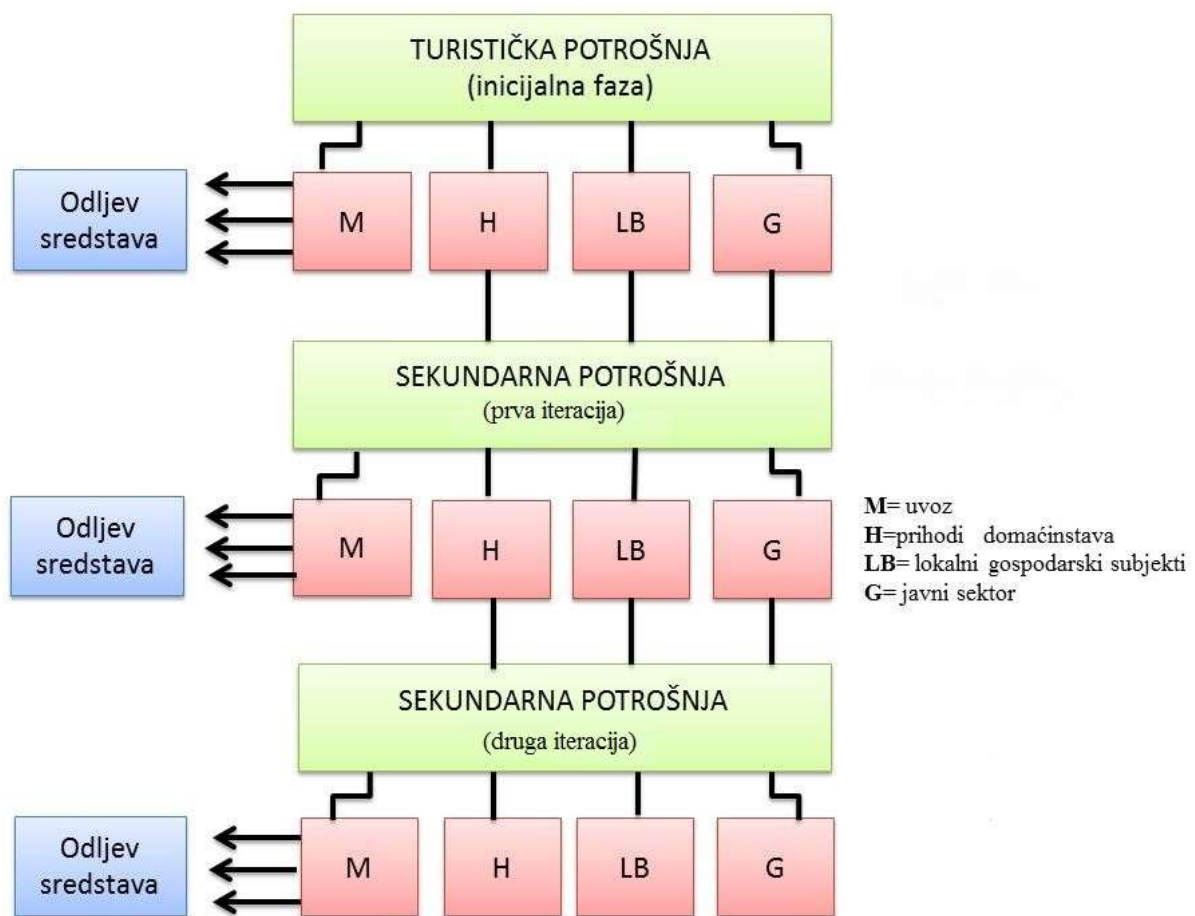 TURISTIČKA POTROŠNJA
(inicijalna faza)
Odljev
sredstava
M
H
LB
G
SEKUNDARNA POTROŠNJA
(prva iteracija)
Odljev
sredstava
M
H
LB
G
M= uvoz
H=prihodi domaćinstava
LB= lokalni gospodarski subjekti
G= javni sektor
SEKUNDARNA POTROŠNJA
(druga iteracija)
Odljev
sredstava
M
H
LB
G